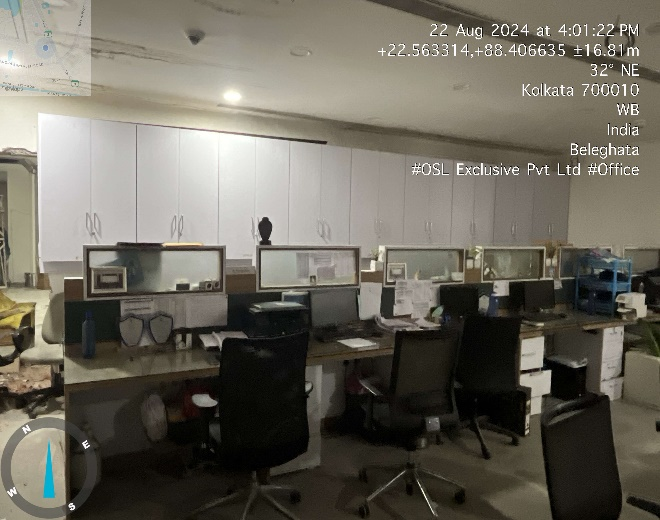 22 Aug 2024 at 4:01:22 PM
+22.563314,+88.406635 ±16.81m
32° NE
Kolkata 700010
WB
India
Beleghata
#OSL Exclusive Pvt Ltd #Office
N
E
W
S